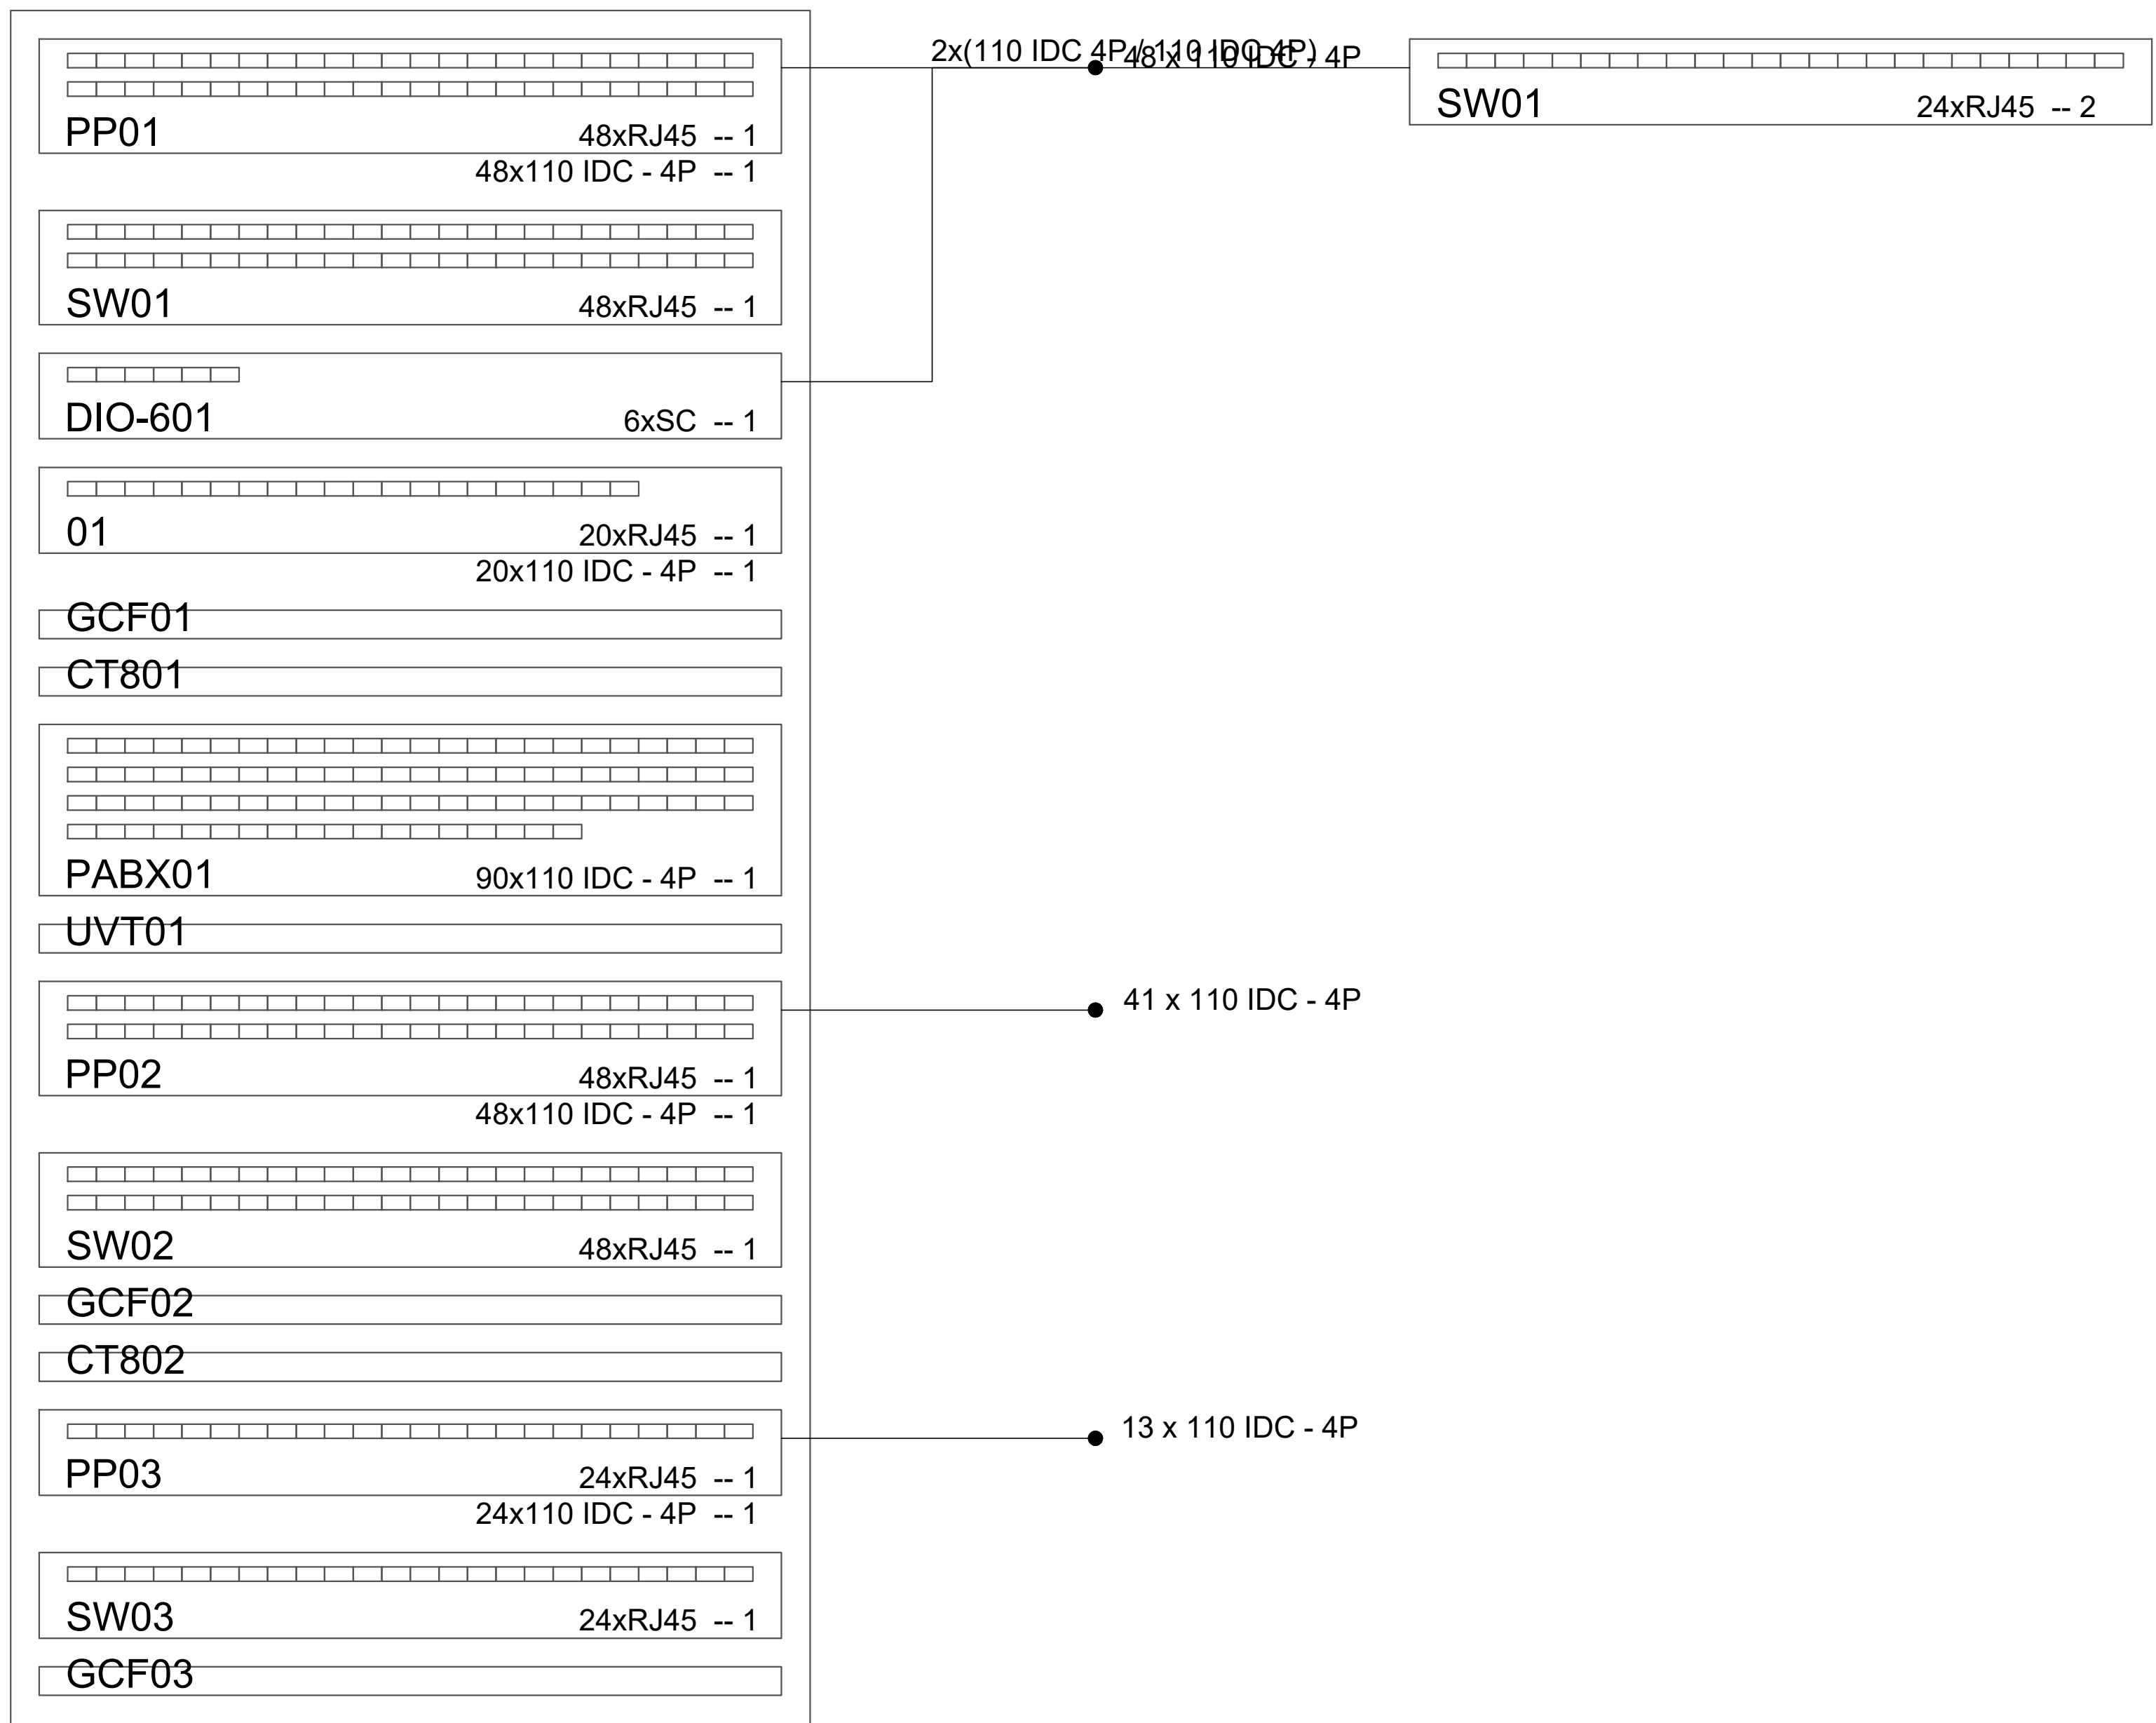 2x(110 IDC 4P / 110 IDC 4P)
48 x 110 IDC - 4P
SW01 24xRJ45 -- 2
PP01 48xRJ45 -- 1
48x110 IDC - 4P -- 1
SW01 48xRJ45 -- 1
DIO-601 6xSC -- 1
01 20xRJ45 -- 1
20x110 IDC - 4P -- 1
GCF01
CT801
PABX01 90x110 IDC - 4P -- 1
UVT01
41 x 110 IDC - 4P
PP02 48xRJ45 -- 1
48x110 IDC - 4P -- 1
SW02 48xRJ45 -- 1
GCF02
CT802
13 x 110 IDC - 4P
PP03 24xRJ45 -- 1
24x110 IDC - 4P -- 1
SW03 24xRJ45 -- 1
GCF03